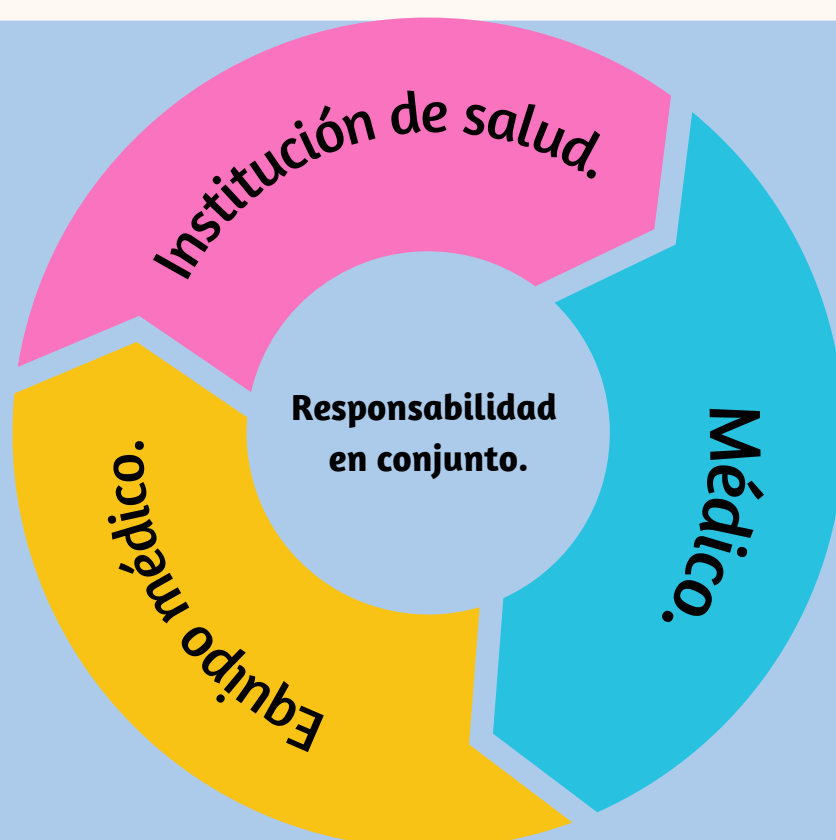 Institución de salud.
Médico.
Equipo médico.
Responsabilidad
en conjunto.